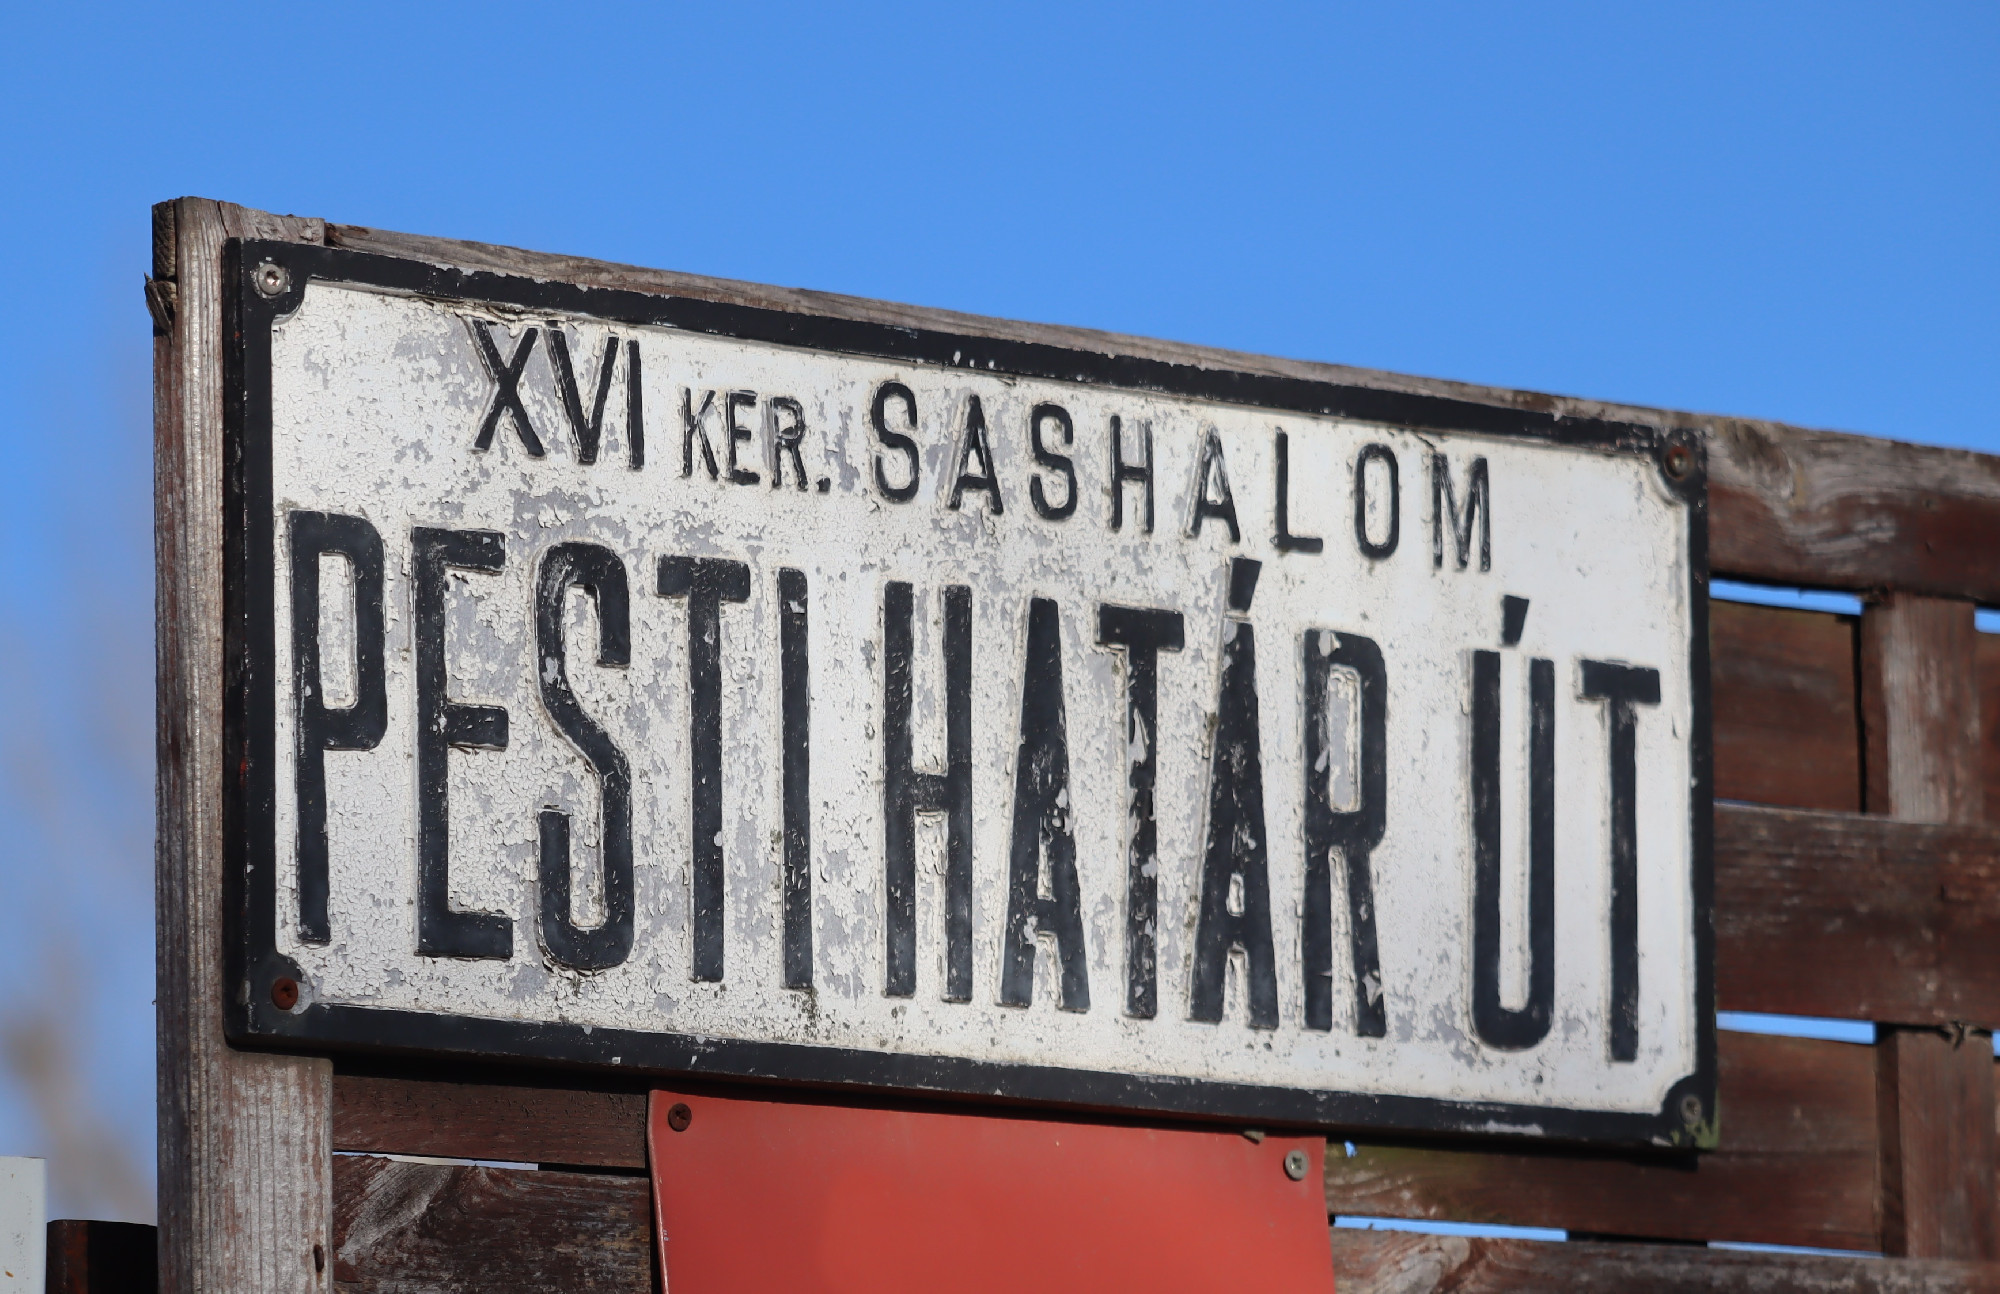 XVI KER. SASHALOM
PESTI HATÁR ÚT